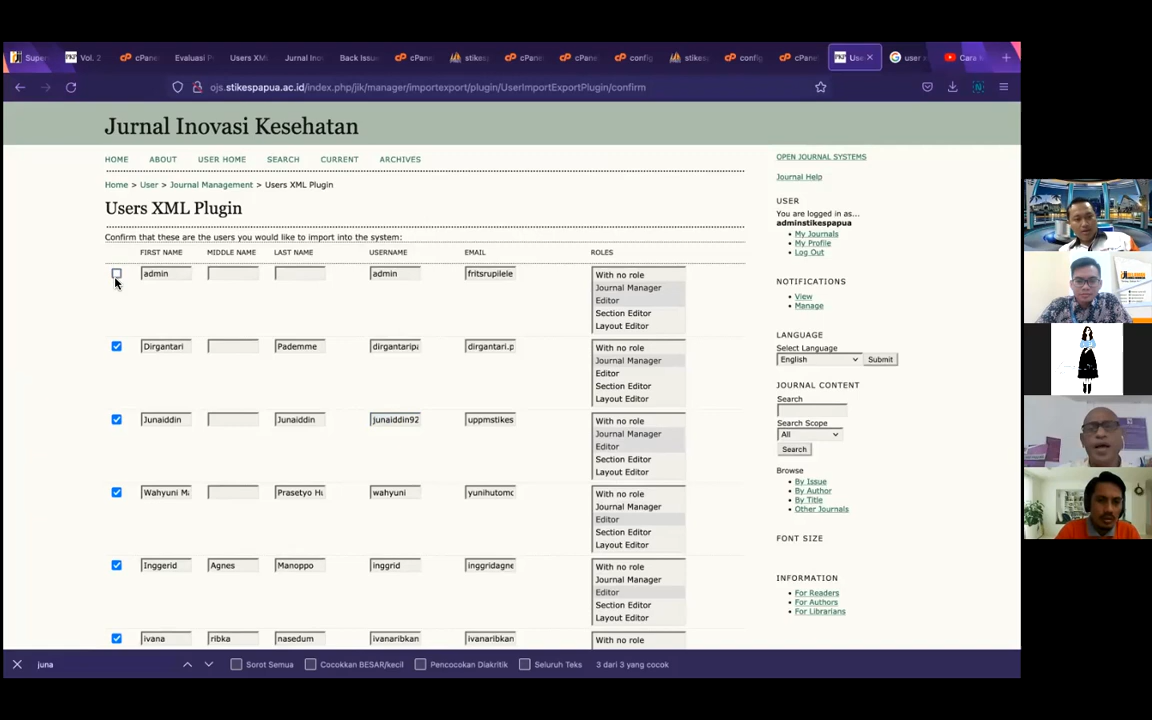 Super
Vol. 2
cPane
Evaluasi P
Users XM
Jurnal Ino
Back Issue
cPane
stikes
cPan
cPane
config
stikes
config
cPane
Use
user x
Cara
ojs.stikespapua.ac.id/index.php/jik/manager/importexport/plugin/UserImportExportPlugin/confirm
Jurnal Inovasi Kesehatan
HOME ABOUT USER HOME SEARCH CURRENT ARCHIVES
Home > User > Journal Management > Users XML Plugin
Users XML Plugin
Confirm that these are the users you would like to import into the system:
FIRST NAME MIDDLE NAME LAST NAME USERNAME EMAIL ROLES
admin admin fritsrupilele
With no role
Journal Manager
Editor
Section Editor
Layout Editor
Dirgantari Pademme dirgantaripa dirgantari.p
With no role
Journal Manager
Editor
Section Editor
Layout Editor
Junaiddin Junaiddin junaiddin92 uppmstikes
With no role
Journal Manager
Editor
Section Editor
Layout Editor
Wahyuni Ma Prasetyo Hu wahyuni yunihutomo
With no role
Journal Manager
Editor
Section Editor
Layout Editor
Inggerid Agnes Manoppo inggrid inggridagne
With no role
Journal Manager
Editor
Section Editor
Layout Editor
ivana ribka nasedum ivanaribkan ivanaribkan
With no role
OPEN JOURNAL SYSTEMS
Journal Help
USER
You are logged in as...
adminstikespapua
My Journals
My Profile
Log Out
NOTIFICATIONS
View
Manage
LANGUAGE
Select Language
English Submit
JOURNAL CONTENT
Search
Search Scope
All
Search
Browse
By Issue
By Author
By Title
Other Journals
FONT SIZE
INFORMATION
For Readers
For Authors
For Librarians
juna Sorot Semua Cocokkan BESAR/kecil Pencocokan Diakritik Seluruh Teks 3 dari 3 yang cocok